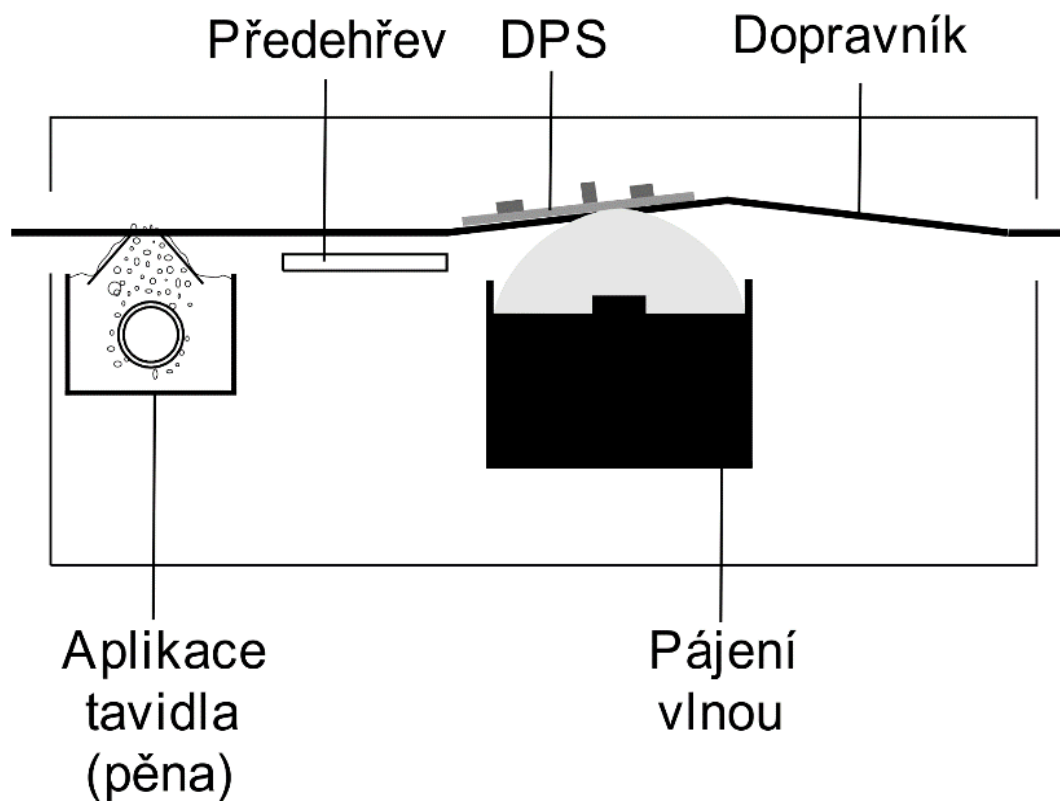 Předehřev
DPS
Dopravník
Aplikace
tavidla
(pěna)
Pájení
vlnou